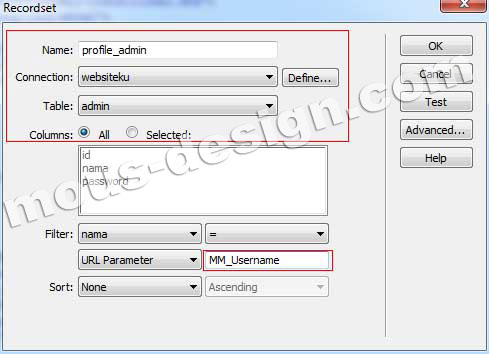 Recordset
Name: profile_admin
OK
Connection: websiteku Define...
Cancel
Table: admin
Test
Columns: All Selected:
Advanced...
id
nama
password
Help
Filter: nama =
URL Parameter MM_Username
Sort: None Ascending
mous-design.com